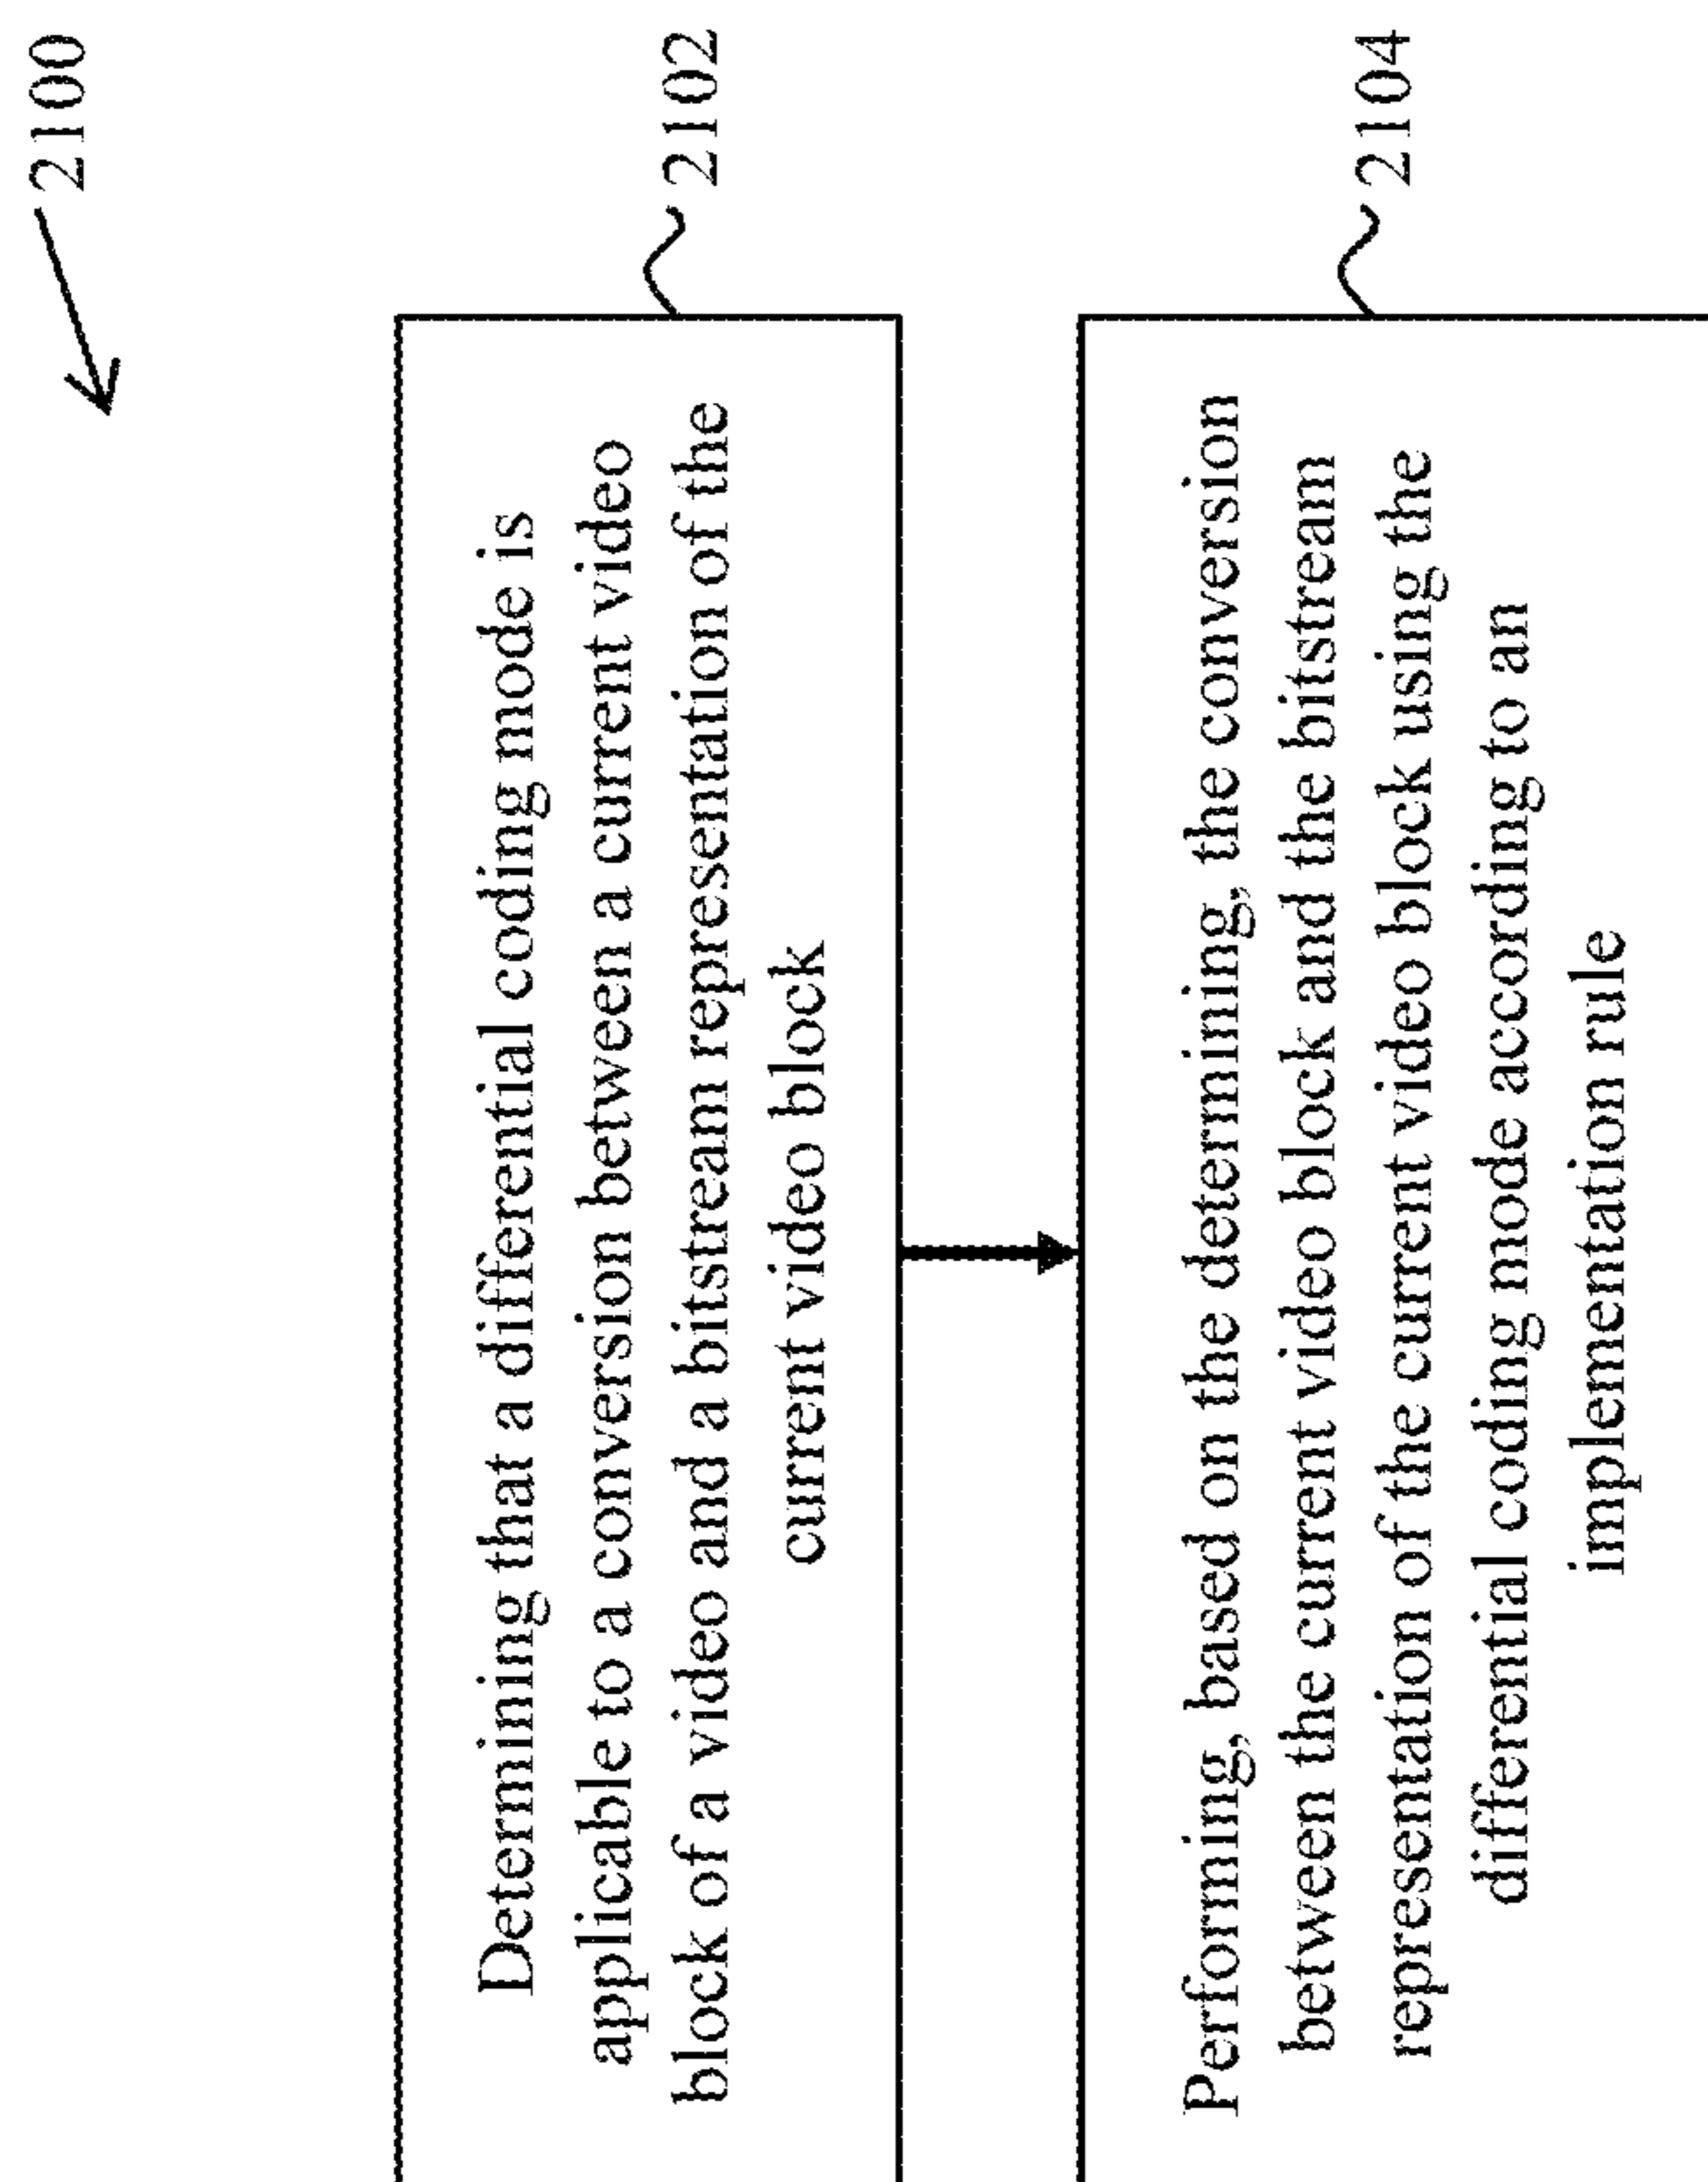 2100
Determining that a differential coding mode is
applicable to a conversion between a current video
block of a video and a bitstream representation of the
current video block
2102
Performing, based on the determining, the conversion
between the current video block and the bitstream
representation of the current video block using the
differential coding mode according to an
implementation rule
2104